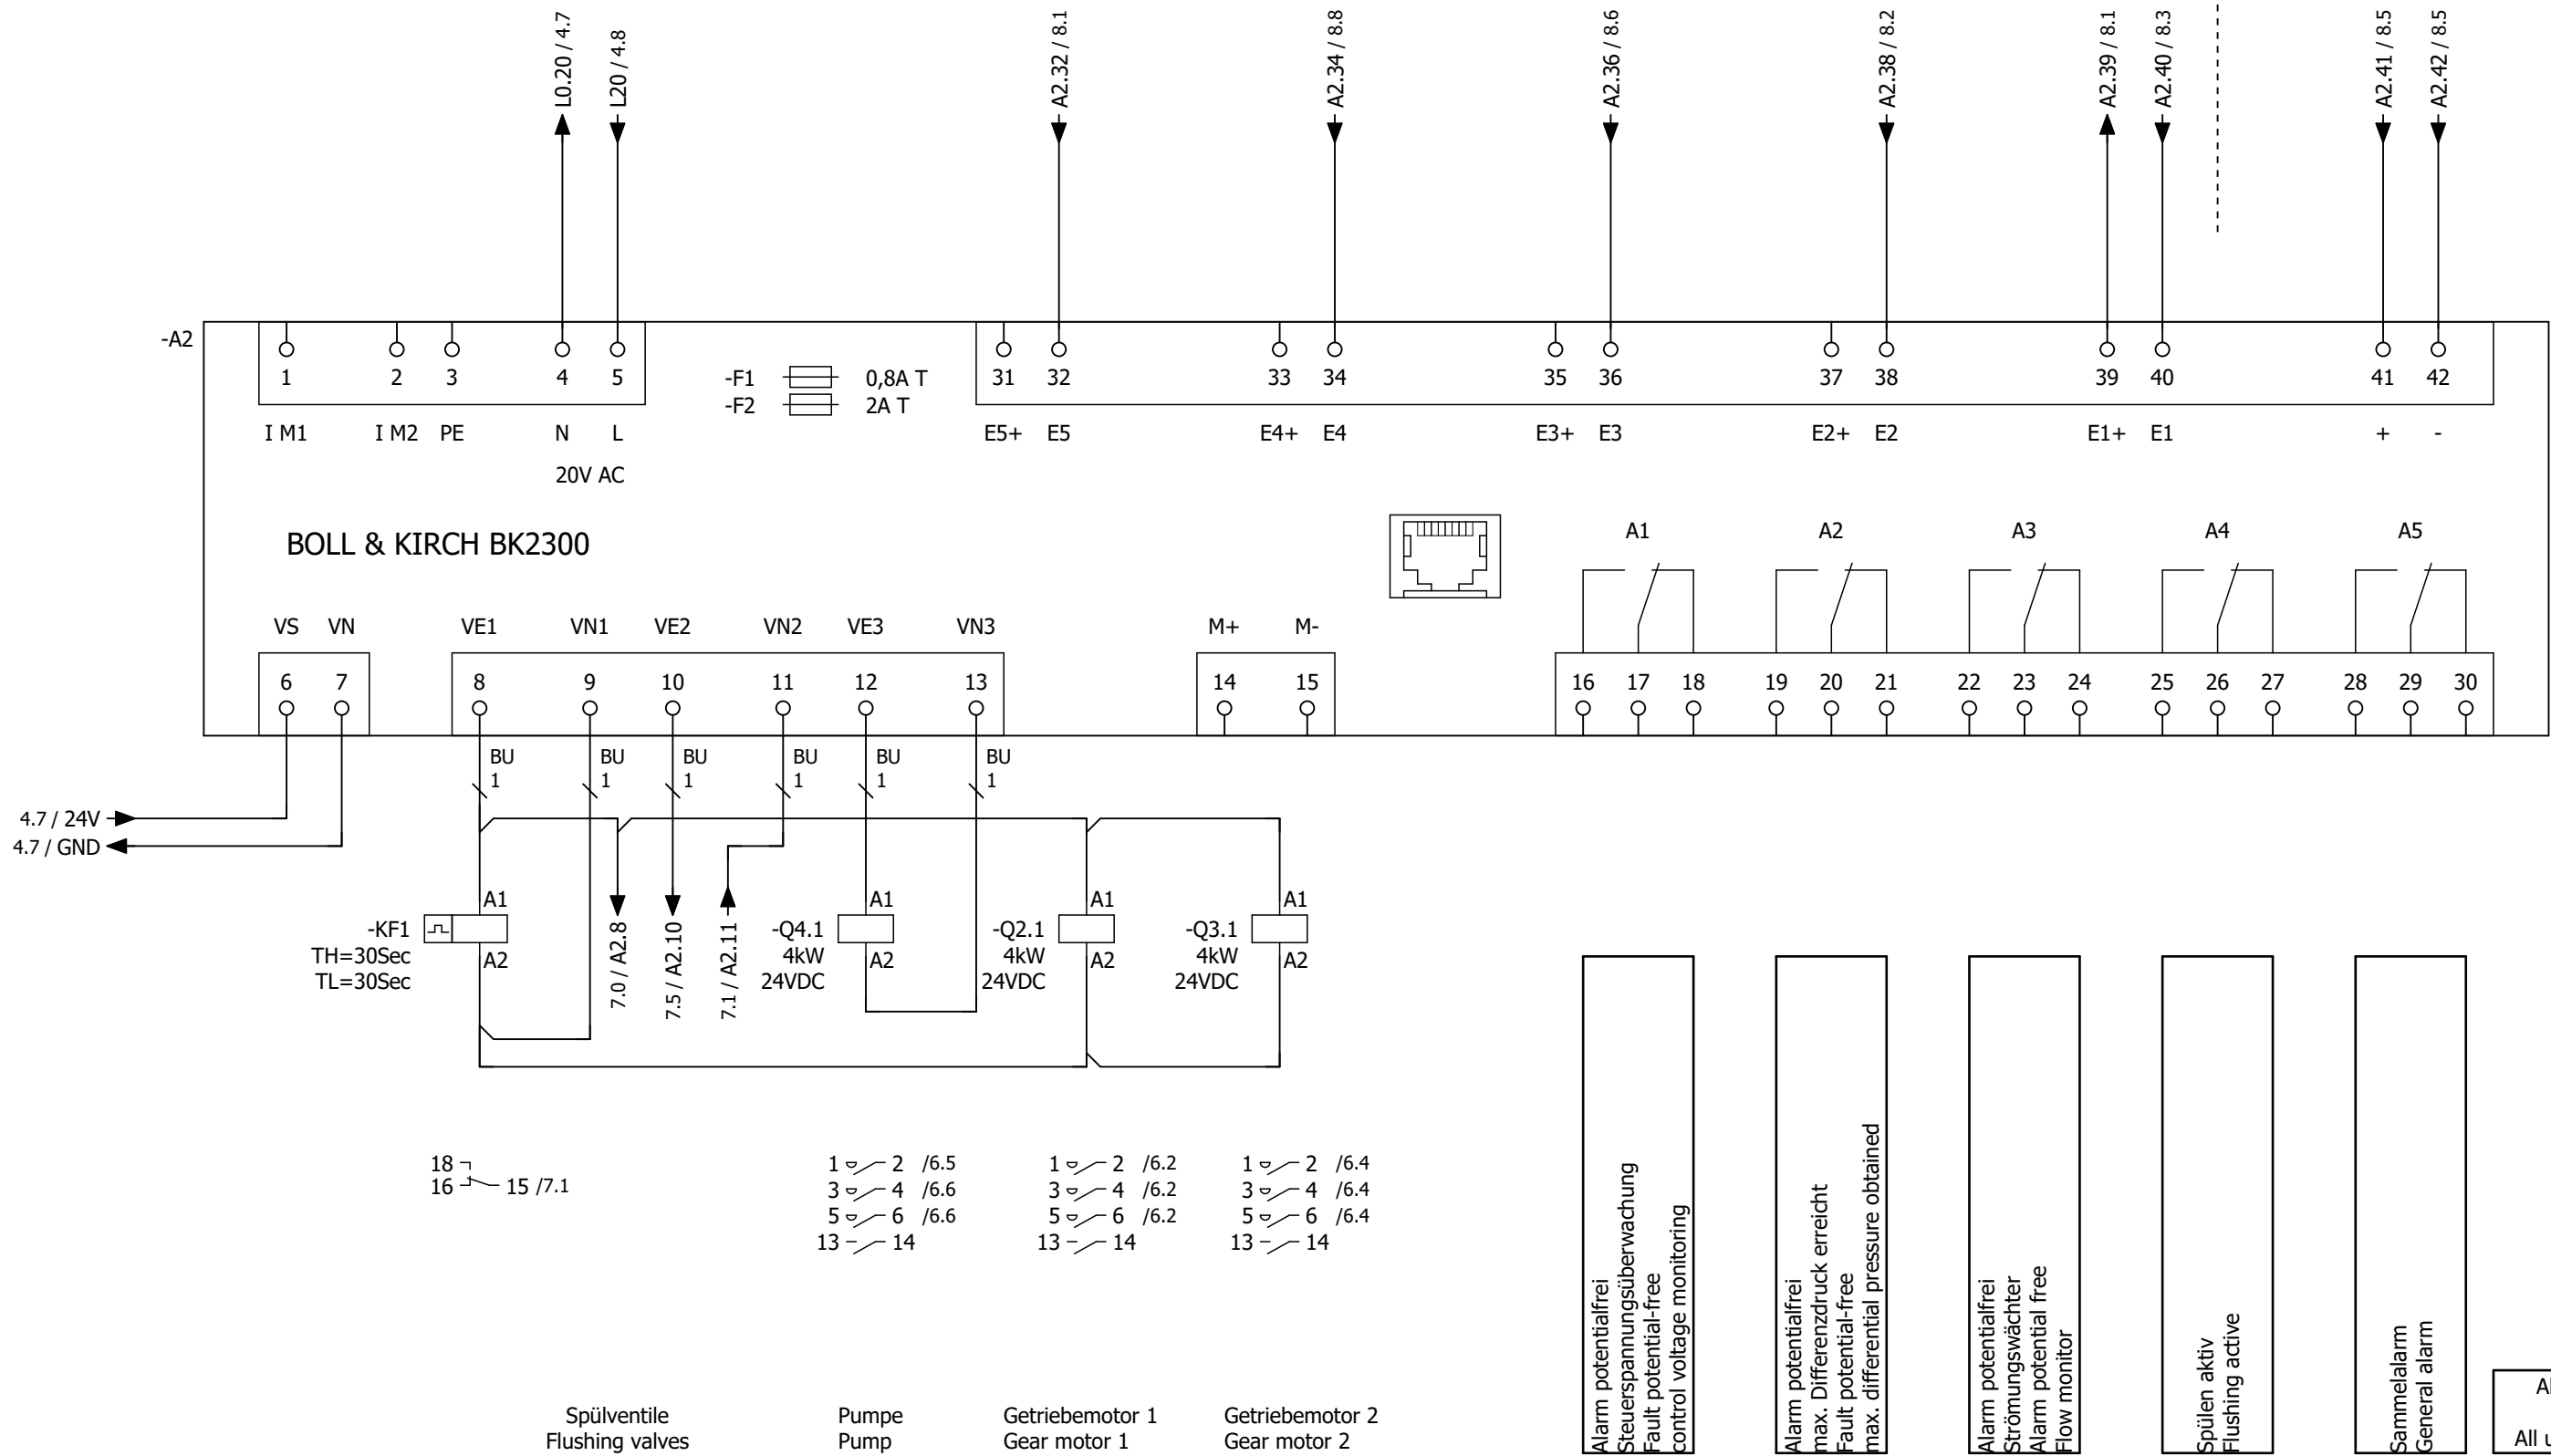 L0.20 / 4.7
L20 / 4.8
A2.32 / 8.1
A2.34 / 8.8
A2.36 / 8.6
A2.38 / 8.2
A2.39 / 8.1
A2.40 / 8.3
A2.41 / 8.5
A2.42 / 8.5
-A2
1 2 3 4 5
-F1 0,8A T
-F2 2A T
31 32 33 34 35 36 37 38 39 40 41 42
I M1 I M2 PE N L
E5+ E5 E4+ E4 E3+ E3 E2+ E2 E1+ E1 + -
20V AC
BOLL & KIRCH BK2300
A1 A2 A3 A4 A5
VS VN VE1 VN1 VE2 VN2 VE3 VN3 M+ M-
6 7 8 9 10 11 12 13 14 15 16 17 18 19 20 21 22 23 24 25 26 27 28 29 30
BU BU BU BU BU BU
1 1 1 1 1 1
4.7 / 24V
4.7 / GND
-KF1
TH=30Sec
TL=30Sec
A1
A2
7.0 / A2.8
7.5 / A2.10
7.1 / A2.11
-Q4.1
4kW
24VDC
A1
A2
-Q2.1
4kW
24VDC
A1
A2
-Q3.1
4kW
24VDC
A1
A2
18
16 15 /7.1
1 2 /6.5
3 4 /6.6
5 6 /6.6
13 14
1 2 /6.2
3 4 /6.2
5 6 /6.2
13 14
1 2 /6.4
3 4 /6.4
5 6 /6.4
13 14
Spülventile
Flushing valves
Pumpe
Pump
Getriebemotor 1
Gear motor 1
Getriebemotor 2
Gear motor 2
Alarm potentialfrei
Steuerspannungsüberwachung
Fault potential-free
control voltage monitoring
Alarm potentialfrei
max. Differenzdruck erreicht
Fault potential-free
max. differential pressure obtained
Alarm potentialfrei
Strömungswächter
Alarm potential free
Flow monitor
Spülen aktiv
Flushing active
Sammelalarm
General alarm
All